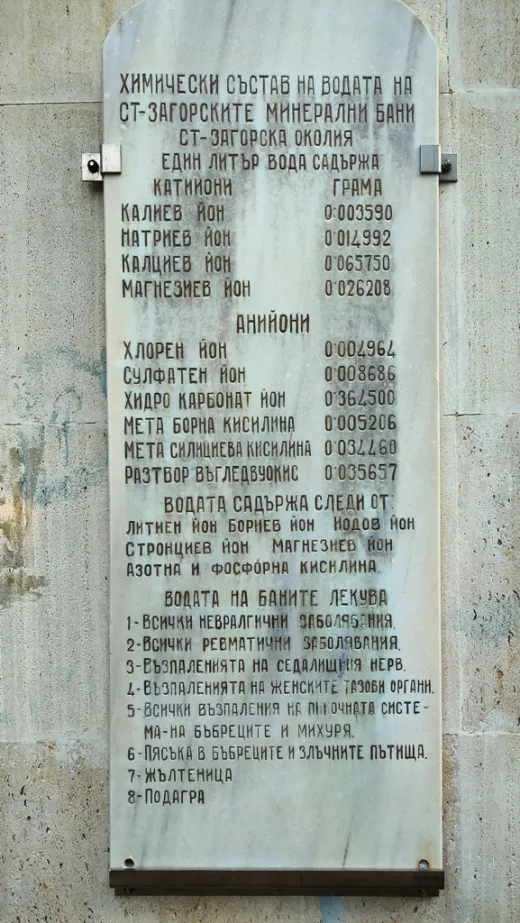 ХИМИЧЕСКИ СЪСТАВ НА ВОДАТА НА
СТ-ЗАГОРСКИТЕ МИНЕРАЛНИ БАНИ
СТ-ЗАГОРСКА ОКОЛИЯ
ЕДИН ЛИТЪР ВОДА САДЪРЖА
КАТИЙОНИ ГРАМА
КАЛИЕВ ЙОН 0'003590
НАТРИЕВ ЙОН 0'014992
КАЛЦИЕВ ЙОН 0'065750
МАГНЕЗИЕВ ЙОН 0'026208
АНИЙОНИ
ХЛОРЕН ЙОН 0'004964
СУЛФАТЕН ЙОН 0'008686
ХИДРО КАРБОНАТ ЙОН 0'364500
МЕТА БОРНА КИСИЛИНА 0'005206
МЕТА СИЛИЦИЕВА КИСИЛИНА 0'034460
РАЗТВОР ВЪГЛЕДВУОКИС 0'035657
ВОДАТА САДЪРЖА СЛЕДИ ОТ:
ЛИТИЕН ЙОН БОРНЕВ ЙОН ЙОДОВ ЙОН
СТРОНЦИЕВ ЙОН МАГНЕЗИЕВ ЙОН
АЗОТНА И ФОСФОРНА КИСИЛИНА.
ВОДАТА НА БАНИТЕ ЛЕКУВА
1-ВСИЧКИ НЕВРАЛГИЧНИ ЗАБОЛЯВАНИЯ.
2-ВСИЧКИ РЕВМАТИЧНИ ЗАБОЛЯВАНИЯ.
3-ВЪЗПАЛЕНИЯТА НА СЕДАЛИЩНИЯ НЕРВ.
4-ВЪЗПАЛЕНИЯТА НА ЖЕНСКИТЕ ТАЗОВИ ОРГАНИ.
5-ВСИЧКИ ВЪЗПАЛЕНИЯ НА ПИКОЧНАТА СИСТЕ-
МА-НА БЪБРЕЦИТЕ И МИХУРЯ.
6-ПЯСЪКА В БЪБРЕЦИТЕ И ЗЛЪЧНИТЕ ПЪТИЩА.
7-ЖЪЛТЕНИЦА
8-ПОДАГРА